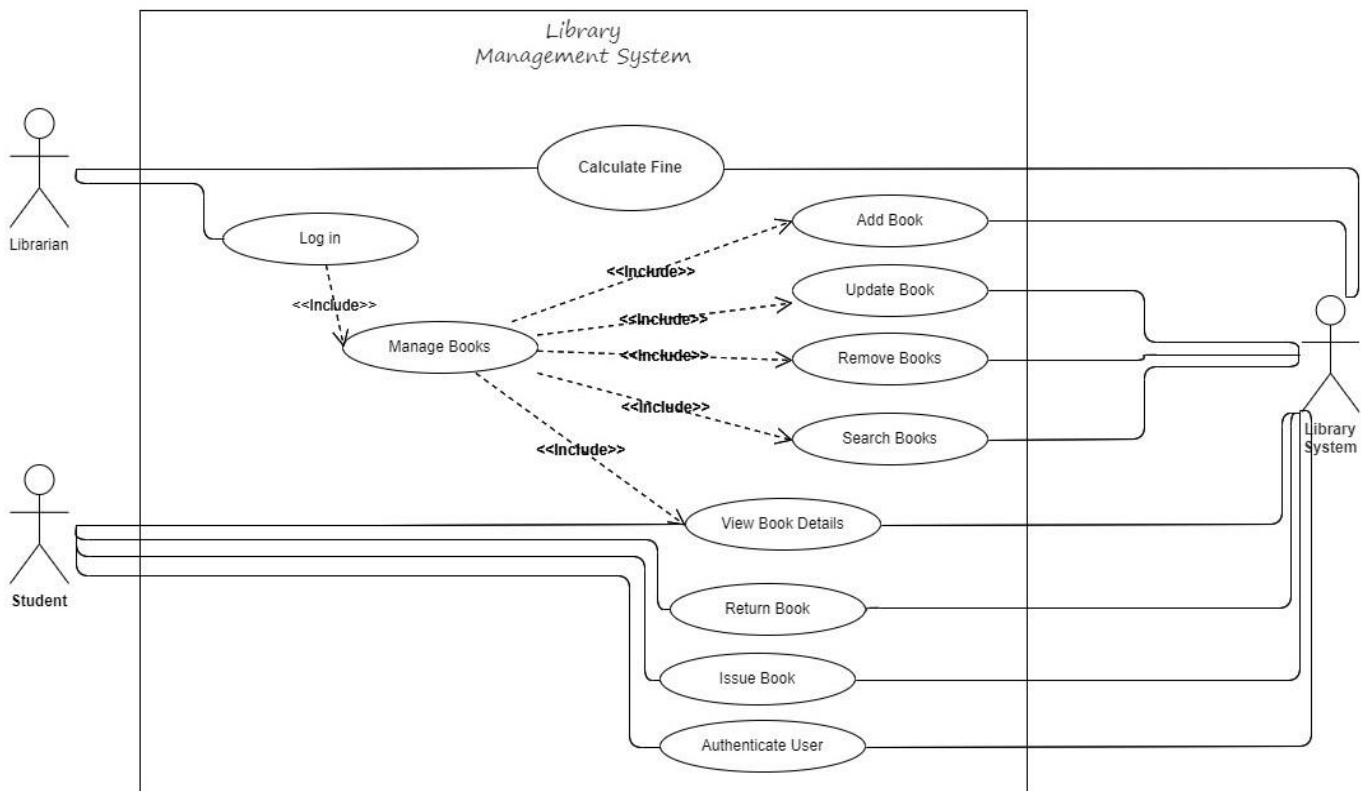 Library
Management System
Calculate Fine
Librarian
Log in
Add Book
<<Include>>
<<Include>>
Update Book
<<Include>>
Manage Books
<<Include>>
Remove Books
<<Include>>
Search Books
Library
System
<<Include>>
View Book Details
Student
Return Book
Issue Book
Authenticate User